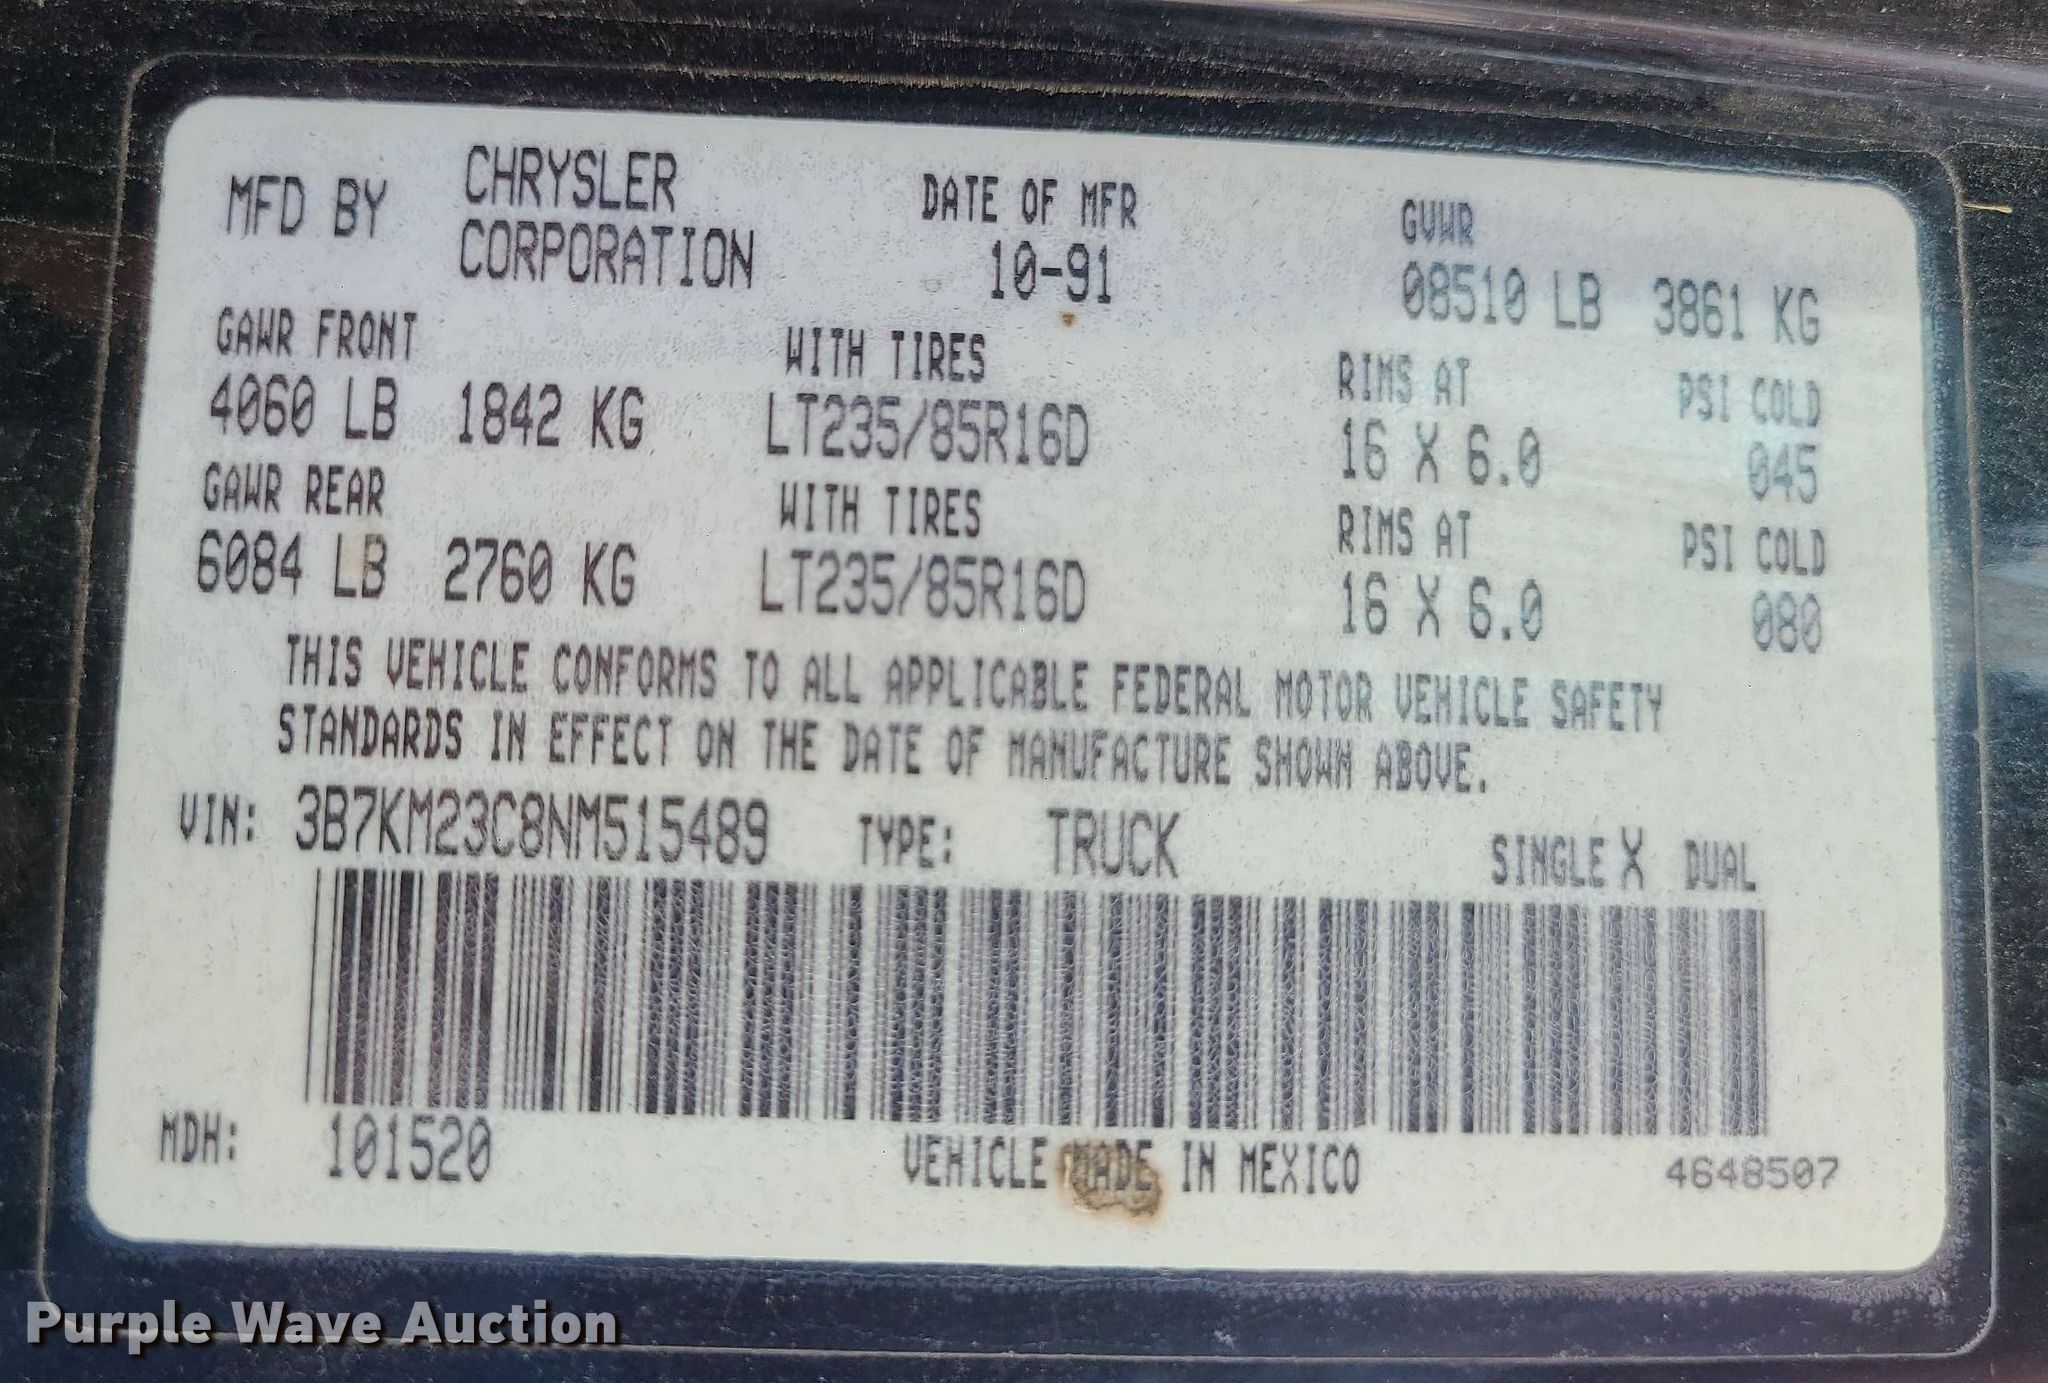 MFD BY CHRYSLER CORPORATION DATE OF MFR 10-91
GVWR
08510 LB 3861 KG
GAWR FRONT WITH TIRES RIMS AT PSI COLD
4060 LB 1842 KG LT235/85R16D 16 X 6.0 045
GAWR REAR WITH TIRES RIMS AT PSI COLD
6084 LB 2760 KG LT235/85R16D 16 X 6.0 080
THIS VEHICLE CONFORMS TO ALL APPLICABLE FEDERAL MOTOR VEHICLE SAFETY
STANDARDS IN EFFECT ON THE DATE OF MANUFACTURE SHOWN ABOVE.
VIN: 3B7KM23C8NM515489 TYPE: TRUCK SINGLE X DUAL
MDH: 101520 VEHICLE MADE IN MEXICO 4648507
Purple Wave Auction